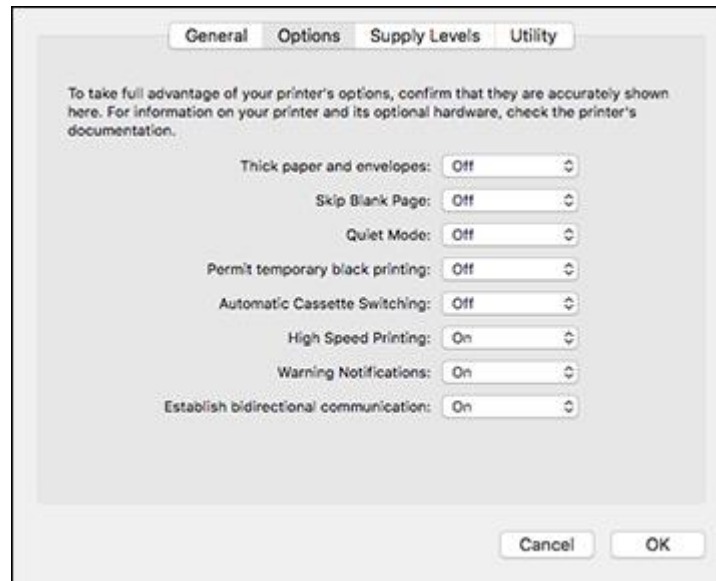 General Options Supply Levels Utility
To take full advantage of your printer's options, confirm that they are accurately shown
here. For information on your printer and its optional hardware, check the printer's
documentation.
Thick paper and envelopes: Off
Skip Blank Page: Off
Quiet Mode: Off
Permit temporary black printing: Off
Automatic Cassette Switching: Off
High Speed Printing: On
Warning Notifications: On
Establish bidirectional communication: On
Cancel OK